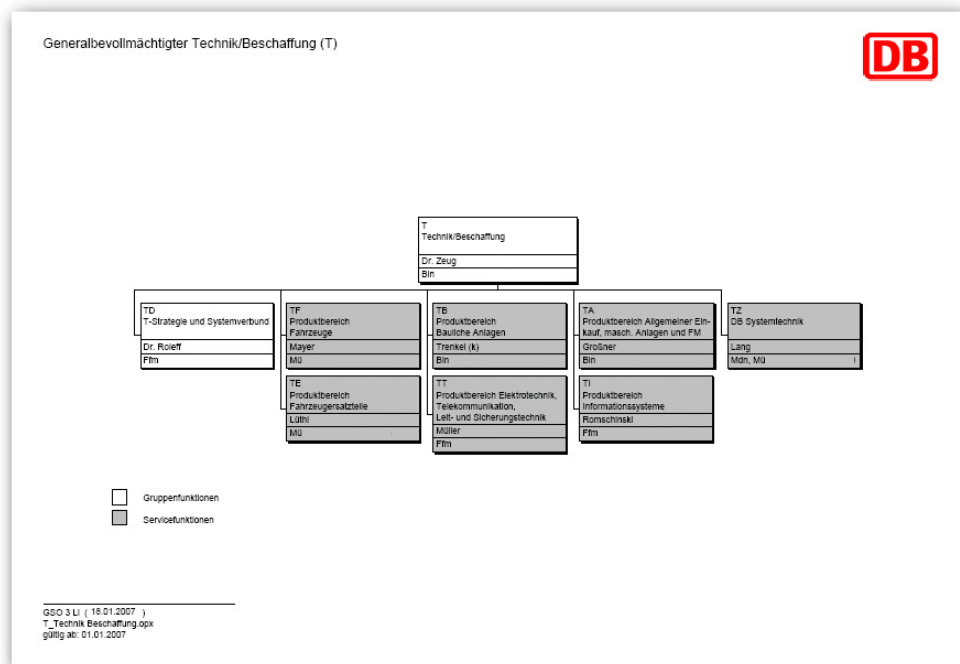 Generalbevollmächtigter Technik/Beschaffung (T)
DB
T
Technik/Beschaffung
Dr. Zeug
Bln
TD
T-Strategie und Systemverbund
Dr. Roleff
Ffm
TF
Produktbereich
Fahrzeuge
Mayer
Mü
TB
Produktbereich
Bauliche Anlagen
Trenkel (k)
Bln
TA
Produktbereich Allgemeiner Ein-
kauf, masch. Anlagen und FM
Großner
Bln
TZ
DB Systemtechnik
Lang
Mdn, Mü
TE
Produktbereich
Fahrzeugersatzteile
Lüthi
Mü
TT
Produktbereich Elektrotechnik,
Telekommunikation,
Leit- und Sicherungstechnik
Müller
Ffm
TI
Produktbereich
Informationssysteme
Romschinski
Ffm
Gruppenfunktionen
Servicefunktionen
GSO 3 LI ( 18.01.2007 )
T_Technik Beschaffung.opx
gültig ab: 01.01.2007